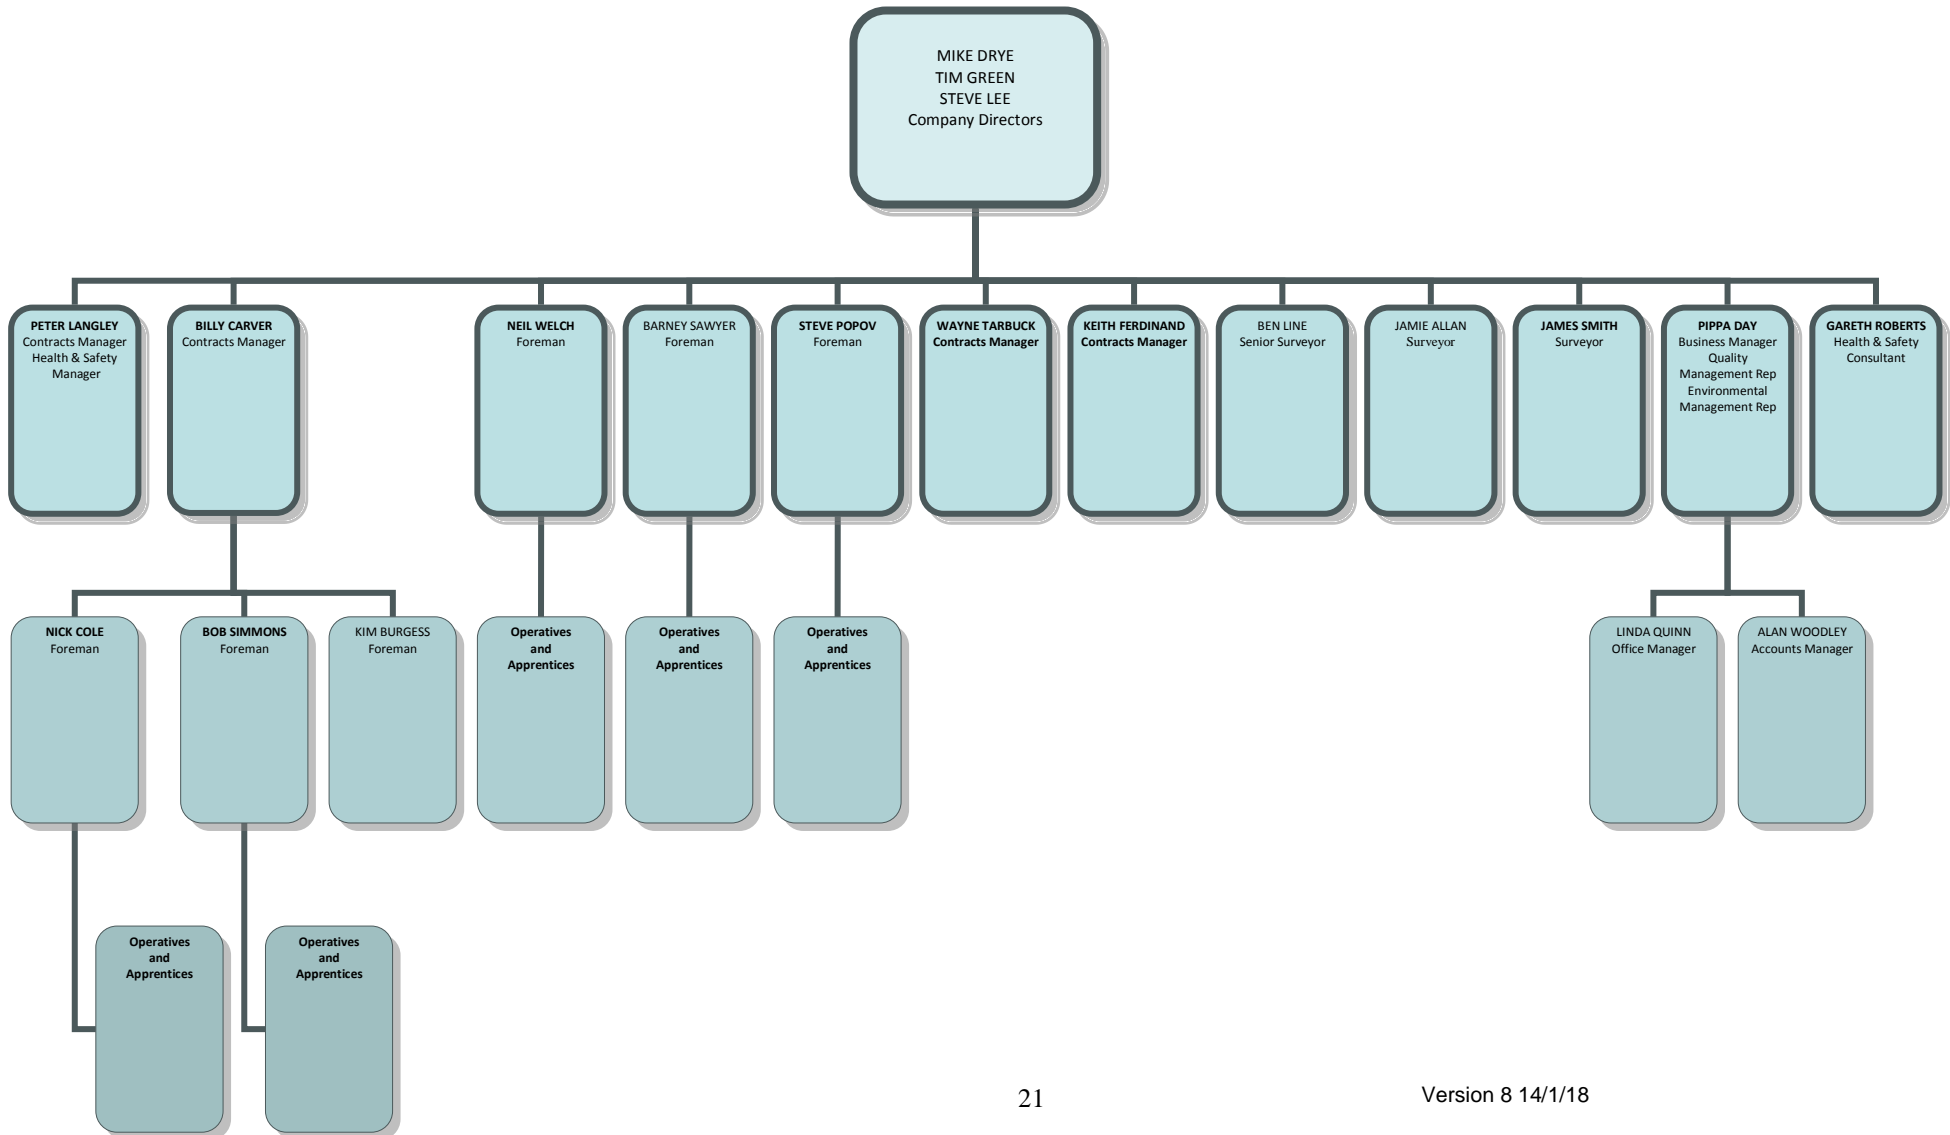 MIKE DRYE
TIM GREEN
STEVE LEE
Company Directors
PETER LANGLEY
Contracts Manager
Health & Safety
Manager
BILLY CARVER
Contracts Manager
NEIL WELCH
Foreman
BARNEY SAWYER
Foreman
STEVE POPOV
Foreman
WAYNE TARBUCK
Contracts Manager
KEITH FERDINAND
Contracts Manager
BEN LINE
Senior Surveyor
JAMIE ALLAN
Surveyor
JAMES SMITH
Surveyor
PIPPA DAY
Business Manager
Quality
Management Rep
Environmental
Management Rep
GARETH ROBERTS
Health & Safety
Consultant
NICK COLE
Foreman
BOB SIMMONS
Foreman
KIM BURGESS
Foreman
Operatives
and
Apprentices
Operatives
and
Apprentices
Operatives
and
Apprentices
LINDA QUINN
Office Manager
ALAN WOODLEY
Accounts Manager
Operatives
and
Apprentices
Operatives
and
Apprentices
21
Version 8 14/1/18